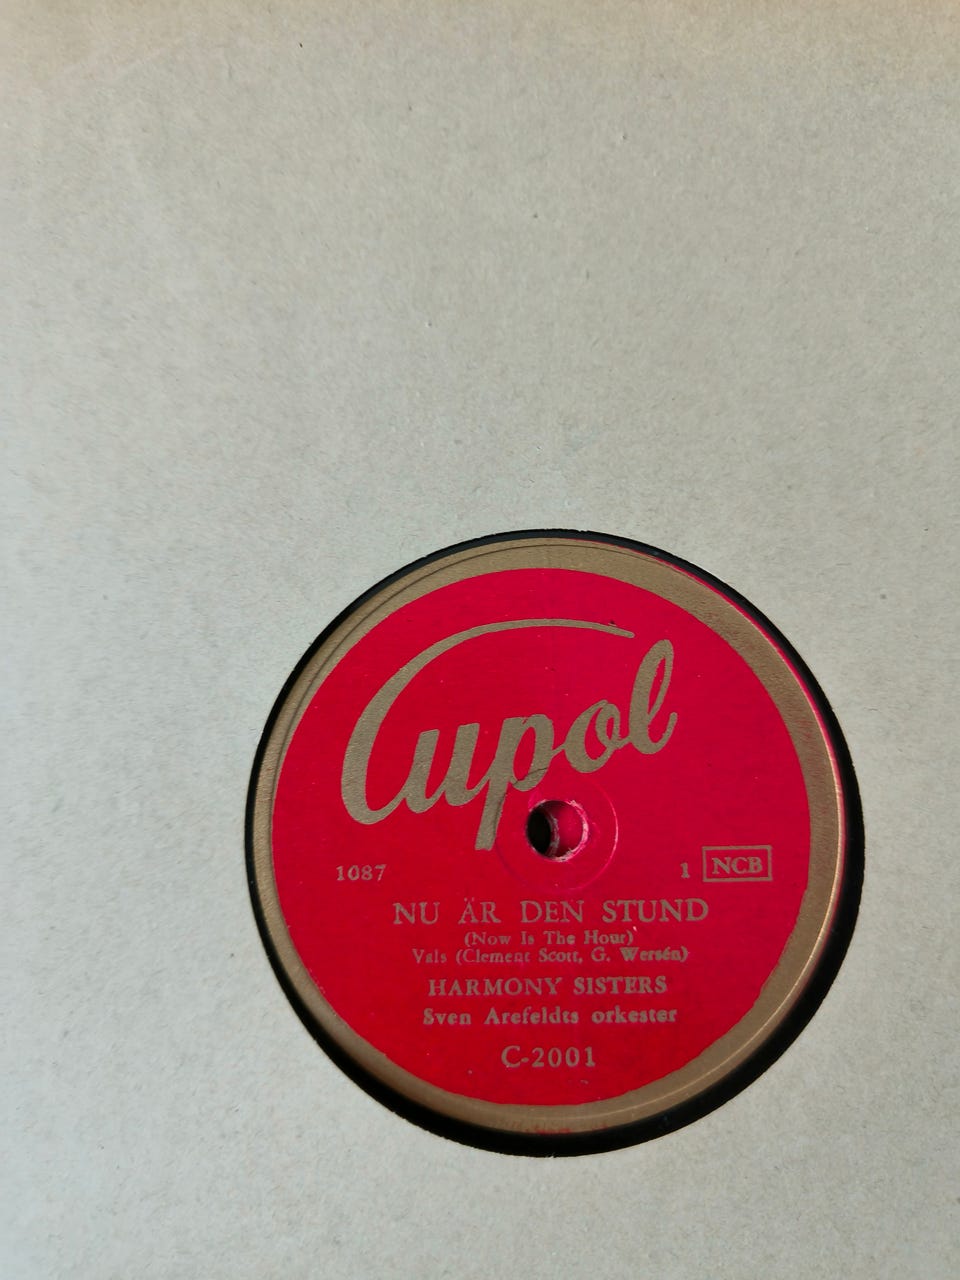 Cupol
1087 1 NCB
NU ÄR DEN STUND
(Now Is The Hour)
Vals (Clement Scott, G. Wersén)
HARMONY SISTERS
Sven Arefeldts orkester
C-2001